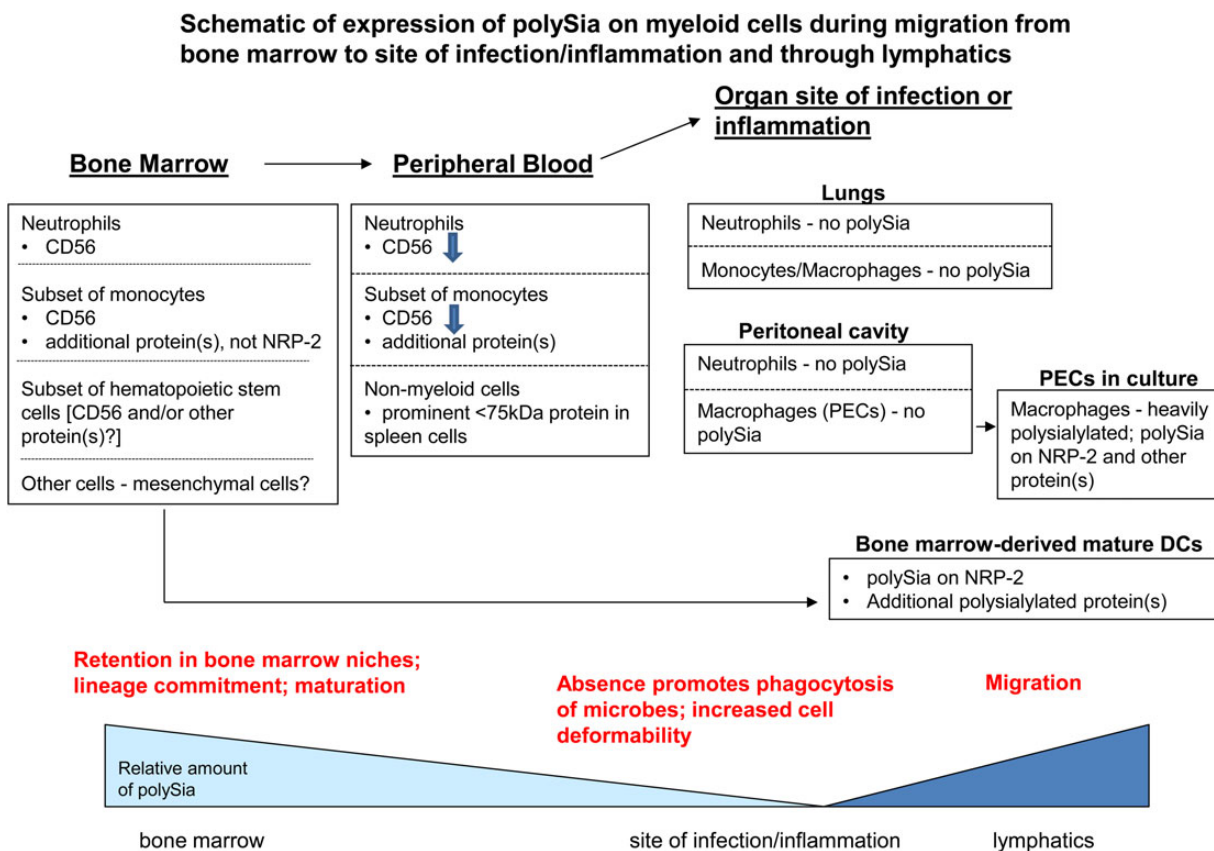 Schematic of expression of polySia on myeloid cells during migration from
bone marrow to site of infection/inflammation and through lymphatics
Organ site of infection or
inflammation
Bone Marrow
Peripheral Blood
Neutrophils
• CD56
Subset of monocytes
• CD56
• additional protein(s), not NRP-2
Subset of hematopoietic stem
cells [CD56 and/or other
protein(s)?]
Other cells - mesenchymal cells?
Neutrophils
• CD56
Subset of monocytes
• CD56
• additional protein(s)
Non-myeloid cells
• prominent <75kDa protein in
spleen cells
Lungs
Neutrophils - no polySia
Monocytes/Macrophages - no polySia
Peritoneal cavity
Neutrophils - no polySia
Macrophages (PECs) - no
polySia
PECs in culture
Macrophages - heavily
polysialylated; polySia
on NRP-2 and other
protein(s)
Bone marrow-derived mature DCs
• polySia on NRP-2
• Additional polysialylated protein(s)
Retention in bone marrow niches;
lineage commitment; maturation
Absence promotes phagocytosis
of microbes; increased cell
deformability
Migration
Relative amount
of polySia
bone marrow
site of infection/inflammation
lymphatics